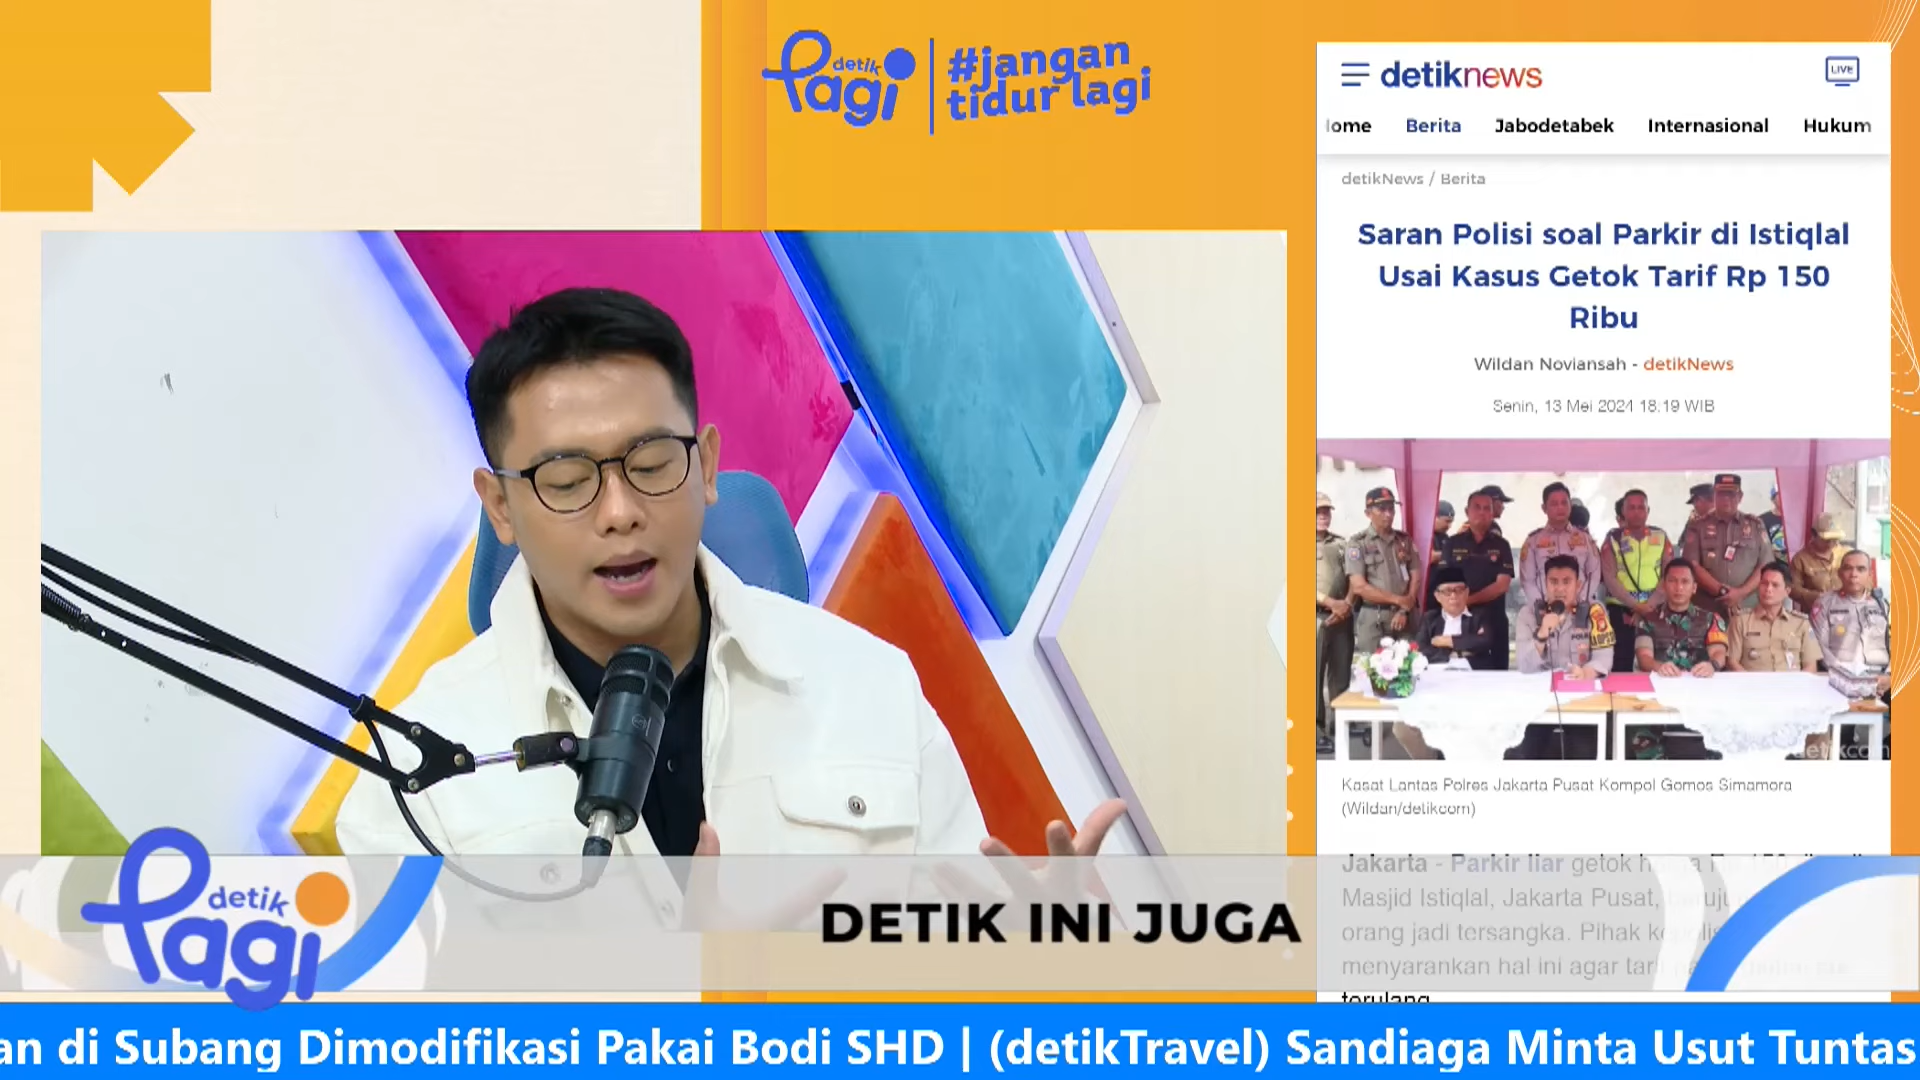 detik
Pagi
#jangan
tidur lagi
detiknews
LIVE
ome Berita Jabodetabek Internasional Hukum
detikNews / Berita
Saran Polisi soal Parkir di Istiqlal
Usai Kasus Getok Tarif Rp 150
Ribu
Wildan Noviansah - detikNews
Senin, 13 Mei 2024 18:19 WIB
detikcom
Kasat Lantas Polres Jakarta Pusat Kompol Gomos Simamora
(Wildan/detikcom)
Jakarta - Parkir liar getok
Masjid Istiqlal, Jakarta Pusat,
orang jadi tersangka. Pihak
menyarankan hal ini agar
terulang
detik
Pagi
DETIK INI JUGA
an di Subang Dimodifikasi Pakai Bodi SHD | (detikTravel) Sandiaga Minta Usut Tuntas